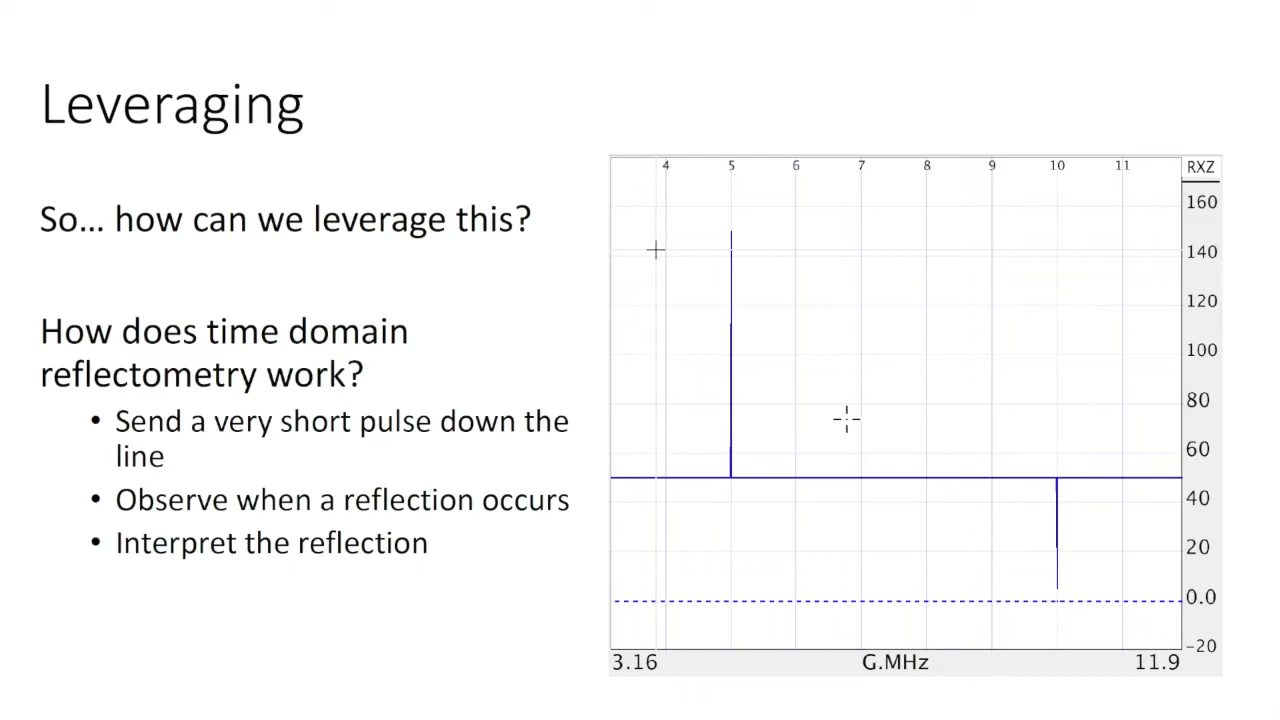 Leveraging
So... how can we leverage this?
How does time domain
reflectometry work?
• Send a very short pulse down the
line
• Observe when a reflection occurs
• Interpret the reflection
4 5 6 7 8 9 10 11 RXZ
160
140
120
100
80
60
40
20
0.0
-20
3.16 G.MHz 11.9